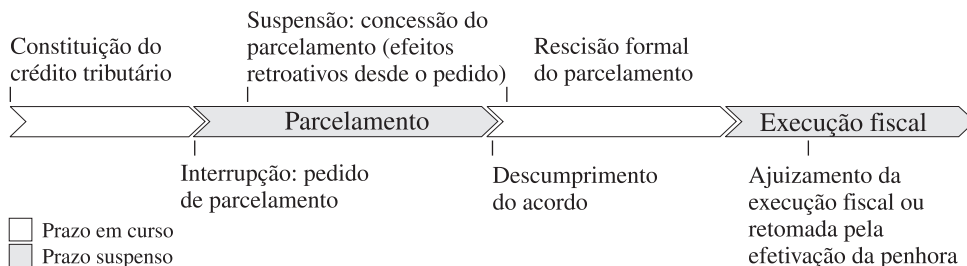 Constituição do
crédito tributário
Suspensão: concessão do
parcelamento (efeitos
retroativos desde o pedido)
Rescisão formal
do parcelamento
Parcelamento
Execução fiscal
Interrupção: pedido
de parcelamento
Descumprimento
do acordo
Ajuizamento da
execução fiscal ou
retomada pela
efetivação da penhora
Prazo em curso
Prazo suspenso